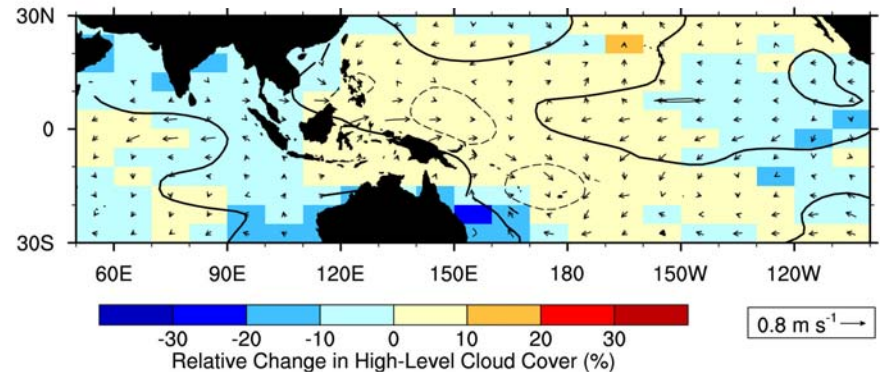 30N
0
30S
60E 90E 120E 150E 180 150W 120W
-30 -20 -10 0 10 20 30
0.8 m s⁻¹
Relative Change in High-Level Cloud Cover (%)